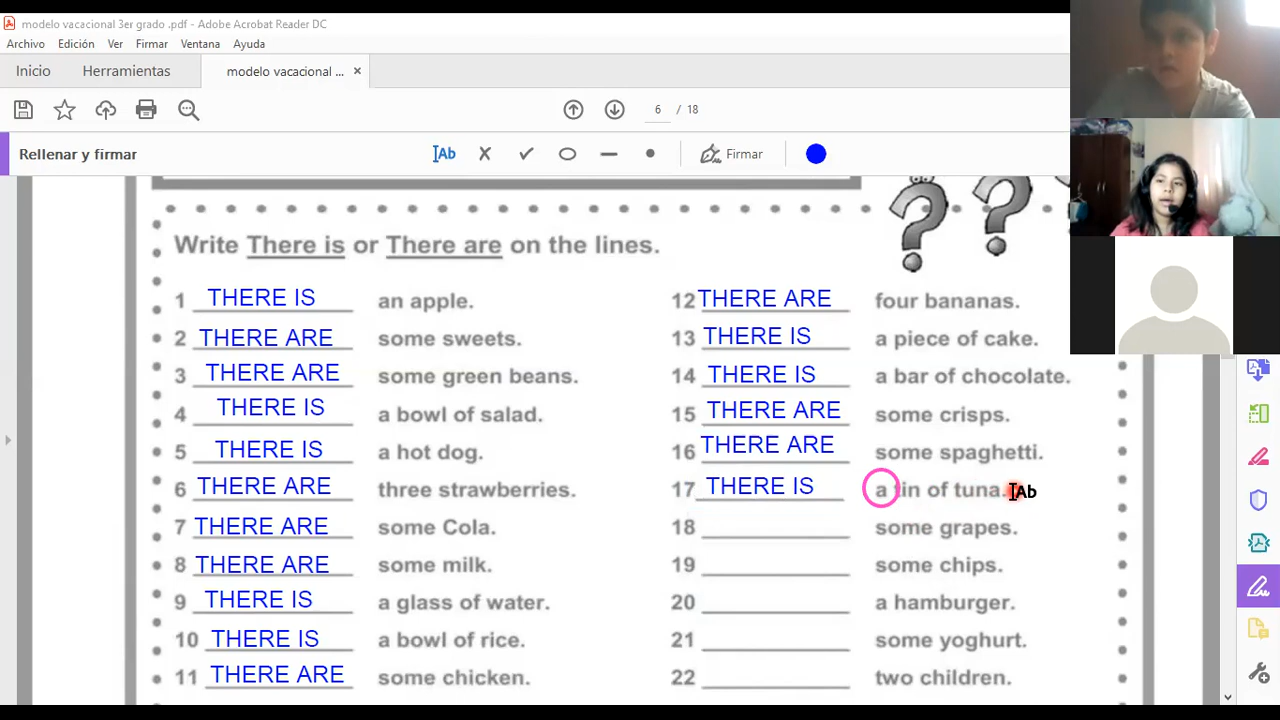 modelo vacacional 3er grado .pdf - Adobe Acrobat Reader DC
Archivo Edición Ver Firmar Ventana Ayuda
Inicio Herramientas modelo vacacional ... ×
6 / 18
Rellenar y firmar Ab Firmar
Write There is or There are on the lines.
1 THERE IS an apple.
2 THERE ARE some sweets.
3 THERE ARE some green beans.
4 THERE IS a bowl of salad.
5 THERE IS a hot dog.
6 THERE ARE three strawberries.
7 THERE ARE some Cola.
8 THERE ARE some milk.
9 THERE IS a glass of water.
10 THERE IS a bowl of rice.
11 THERE ARE some chicken.
12 THERE ARE four bananas.
13 THERE IS a piece of cake.
14 THERE IS a bar of chocolate.
15 THERE ARE some crisps.
16 THERE ARE some spaghetti.
17 THERE IS a tin of tuna. Ab
18 some grapes.
19 some chips.
20 a hamburger.
21 some yoghurt.
22 two children.